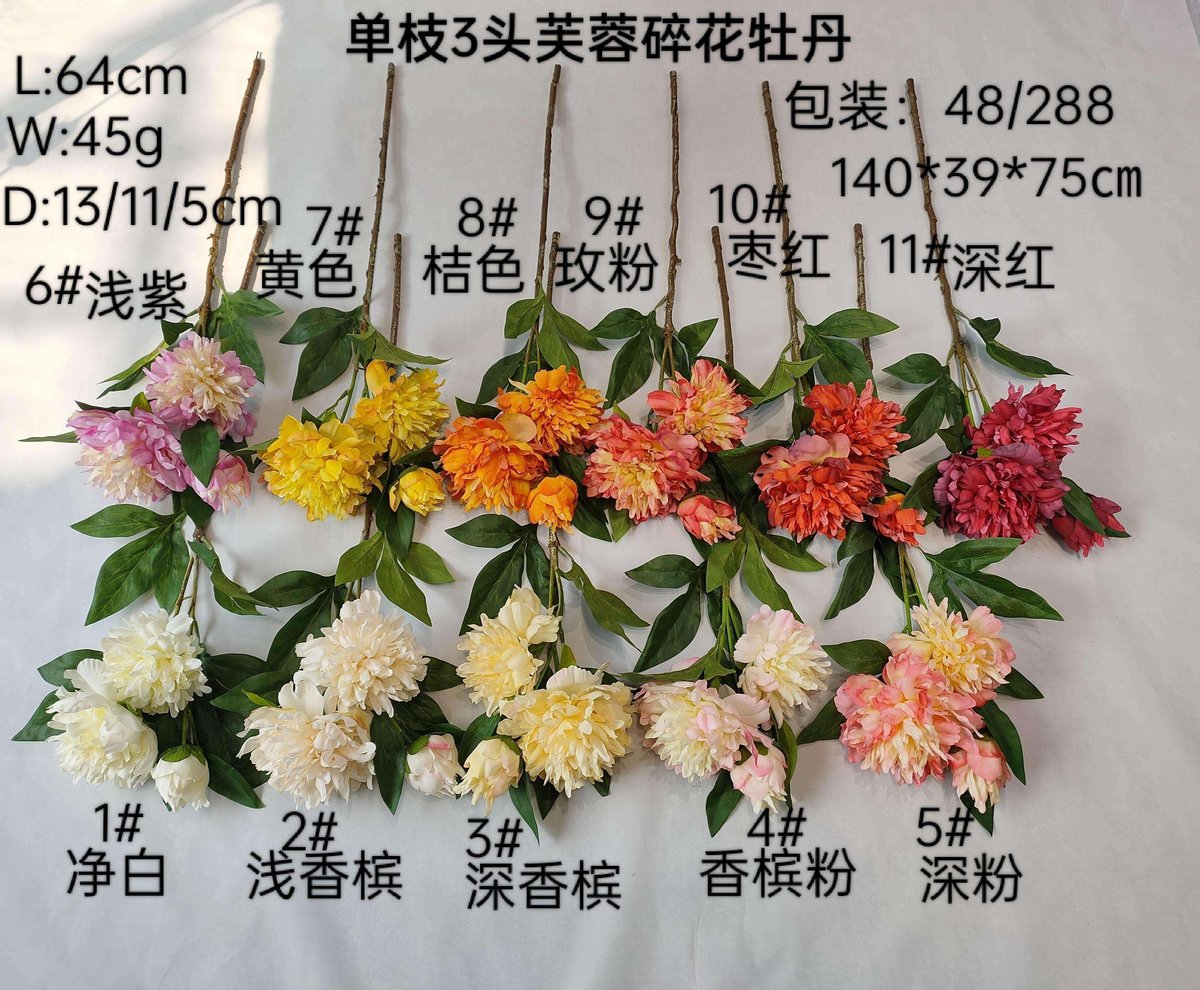 单枝3头芙蓉碎花牡丹
L:64cm
W:45g
D:13/11/5cm
包装：48/288
140*39*75㎝
6#浅紫
7#
黄色
8#
桔色
9#
玫粉
10#
枣红
11#深红
1#
净白
2#
浅香槟
3#
深香槟
4#
香槟粉
5#
深粉